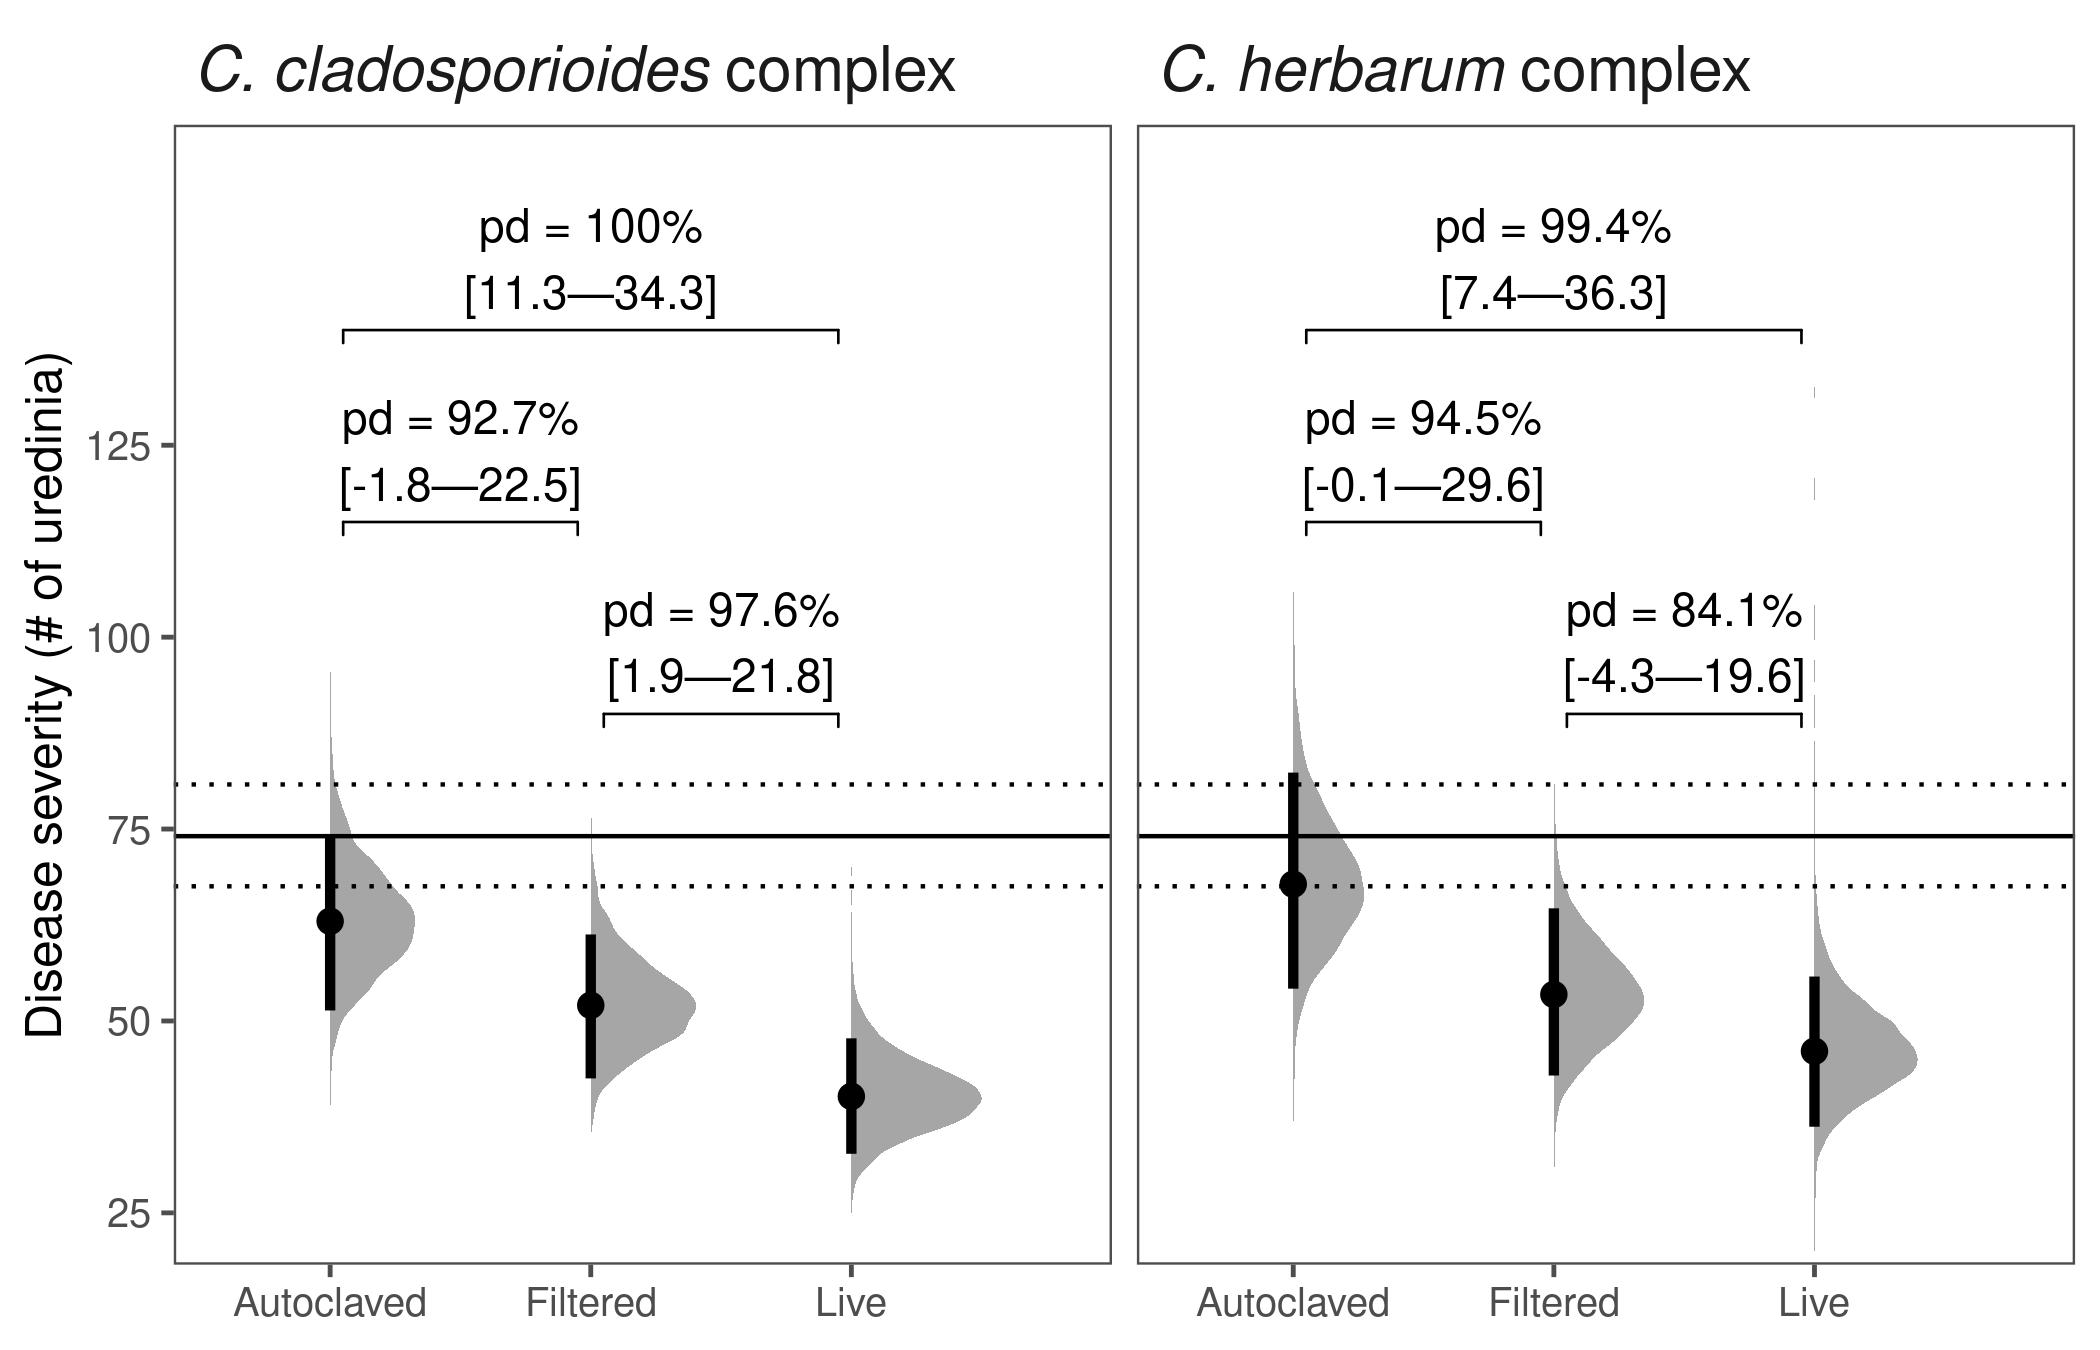 C. cladosporioides complex
C. herbarum complex
Disease severity (# of uredinia)
125
100
75
50
25
pd = 100%
[11.3—34.3]
pd = 92.7%
[-1.8—22.5]
pd = 97.6%
[1.9—21.8]
Autoclaved
Filtered
Live
pd = 99.4%
[7.4—36.3]
pd = 94.5%
[-0.1—29.6]
pd = 84.1%
[-4.3—19.6]
Autoclaved
Filtered
Live